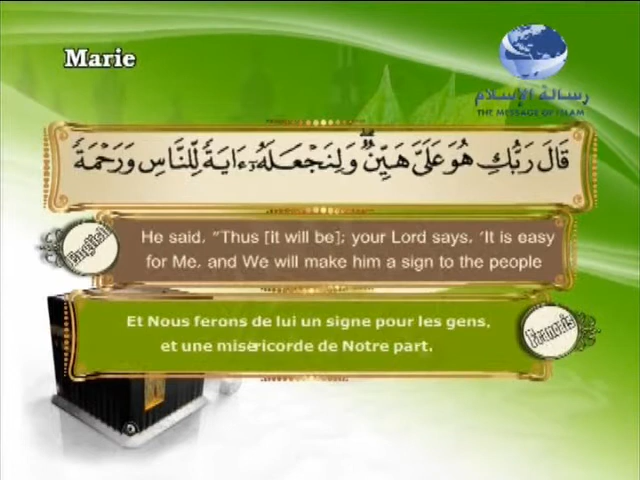 Marie
رسالة الإسلام
THE MESSAGE OF ISLAM
قَالَ رَبُّكِ هُوَ عَلَىَّ هَيِّنٌۖ وَلِنَجْعَلَهُۥٓ ءَايَةً لِّلنَّاسِ وَرَحْمَةً
English
He said, “Thus [it will be]; your Lord says, ‘It is easy
for Me, and We will make him a sign to the people
Et Nous ferons de lui un signe pour les gens,
et une miséricorde de Notre part.
Francais